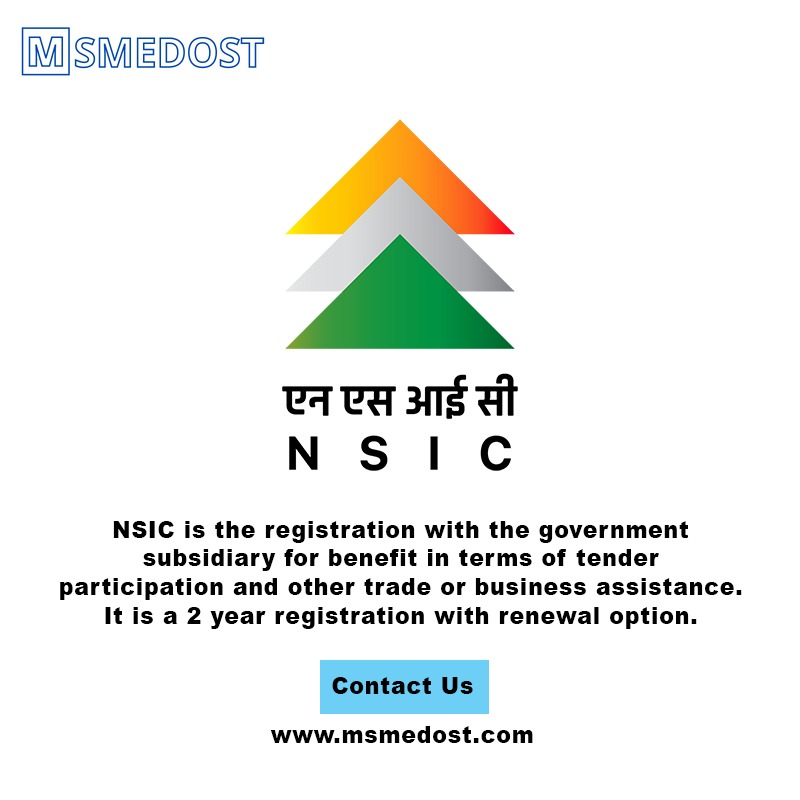 MSMEDOST
एन एस आई सी
NSIC
NSIC is the registration with the government
subsidiary for benefit in terms of tender
participation and other trade or business assistance.
It is a 2 year registration with renewal option.
Contact Us
www.msmedost.com